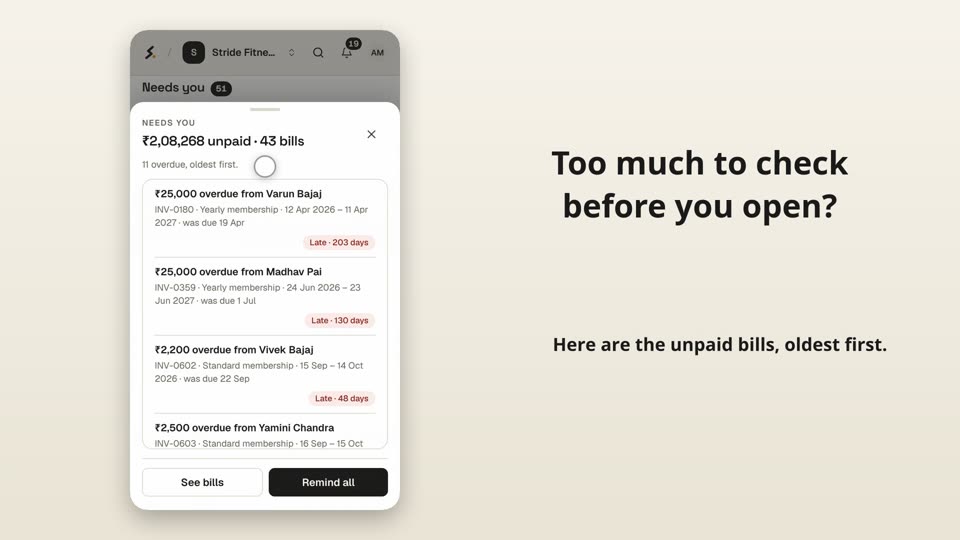 S Stride Fitne... 19 AM
Needs you 51
NEEDS YOU
₹2,08,268 unpaid · 43 bills
11 overdue, oldest first.
₹25,000 overdue from Varun Bajaj
INV-0180 · Yearly membership · 12 Apr 2026 – 11 Apr
2027 · was due 19 Apr
Late · 203 days
₹25,000 overdue from Madhav Pai
INV-0359 · Yearly membership · 24 Jun 2026 – 23
Jun 2027 · was due 1 Jul
Late · 130 days
₹2,200 overdue from Vivek Bajaj
INV-0602 · Standard membership · 15 Sep – 14 Oct
2026 · was due 22 Sep
Late · 48 days
₹2,500 overdue from Yamini Chandra
INV-0603 · Standard membership · 16 Sep – 15 Oct
See bills
Remind all
Too much to check
before you open?
Here are the unpaid bills, oldest first.